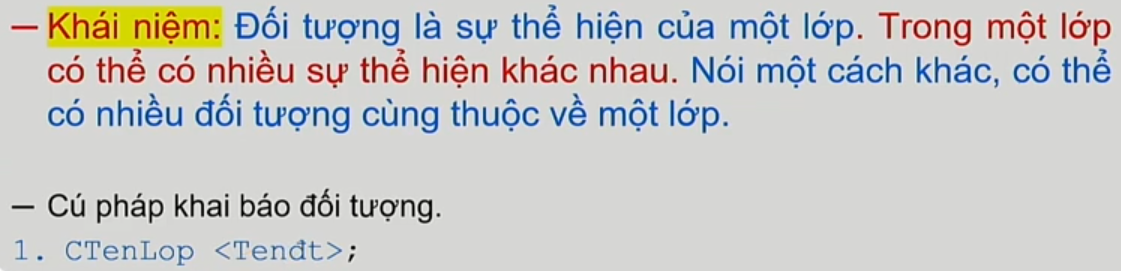 — Khái niệm: Đối tượng là sự thể hiện của một lớp. Trong một lớp
có thể có nhiều sự thể hiện khác nhau. Nói một cách khác, có thể
có nhiều đối tượng cùng thuộc về một lớp.
— Cú pháp khai báo đối tượng.
1. CTenLop <Tenđt>;